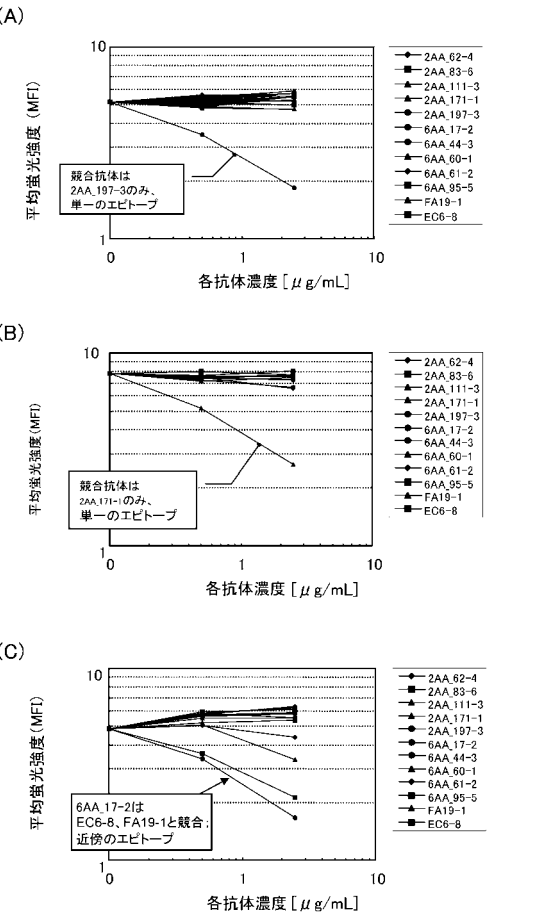 (A)
10
1
0
1
10
平均蛍光強度 (MFI)
各抗体濃度 [μg/mL]
競合抗体は
2AA_197-3のみ、
単一のエピトープ
2AA_62-4
2AA_83-6
2AA_111-3
2AA_171-1
2AA_197-3
6AA_17-2
6AA_44-3
6AA_60-1
6AA_61-2
6AA_95-5
FA19-1
EC6-8
(B)
10
1
0
1
10
平均蛍光強度(MFI)
各抗体濃度 [μg/mL]
競合抗体は
2AA_171-1のみ、
単一のエピトープ
2AA_62-4
2AA_83-6
2AA_111-3
2AA_171-1
2AA_197-3
6AA_17-2
6AA_44-3
6AA_60-1
6AA_61-2
6AA_95-5
FA19-1
EC6-8
(C)
10
1
0
1
10
平均蛍光強度(MFI)
各抗体濃度 [μg/mL]
6AA_17-2は
EC6-8、FA19-1と競合;
近傍のエピトープ
2AA_62-4
2AA_83-6
2AA_111-3
2AA_171-1
2AA_197-3
6AA_17-2
6AA_44-3
6AA_60-1
6AA_61-2
6AA_95-5
FA19-1
EC6-8